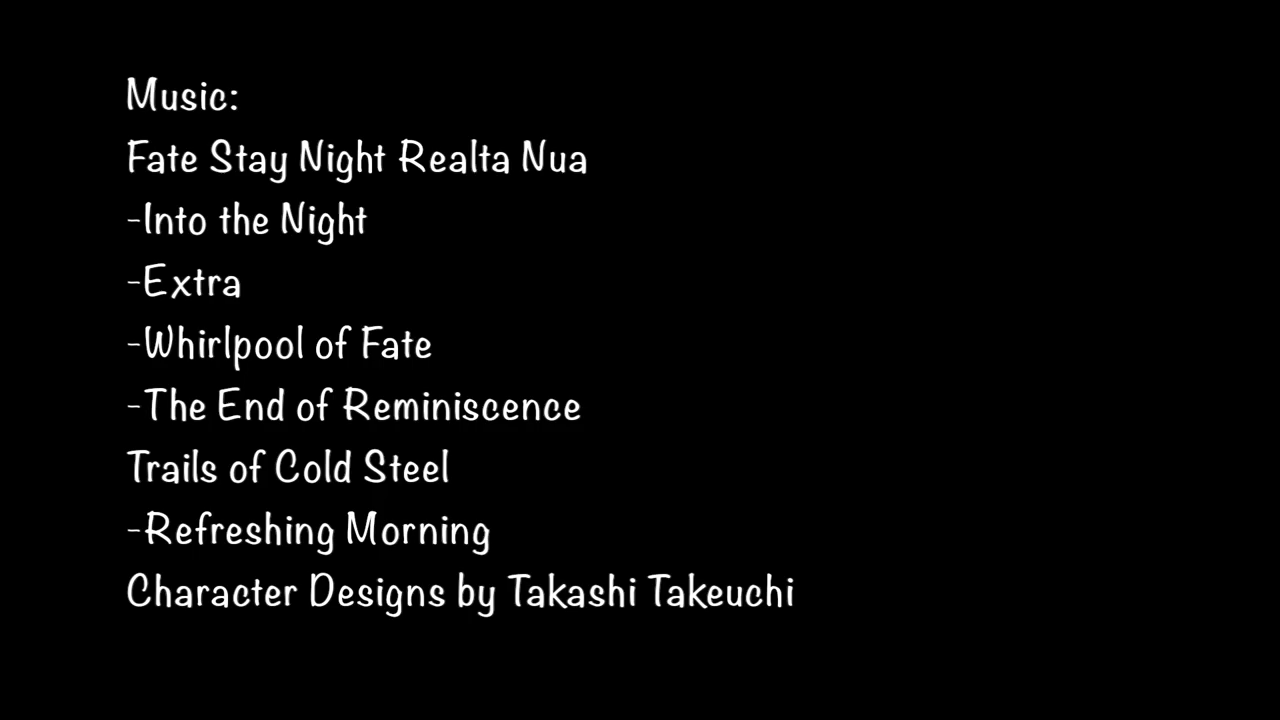 Music:
Fate Stay Night Realta Nua
-Into the Night
-Extra
-Whirlpool of Fate
-The End of Reminiscence
Trails of Cold Steel
-Refreshing Morning
Character Designs by Takashi Takeuchi